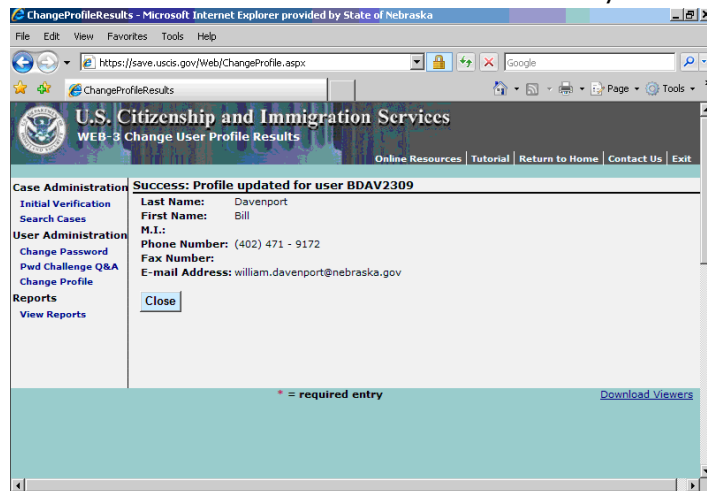 ChangeProfileResults - Microsoft Internet Explorer provided by State of Nebraska
File Edit View Favorites Tools Help
https://save.uscis.gov/Web/ChangeProfile.aspx
Google
ChangeProfileResults
Page Tools
U.S. Citizenship and Immigration Services
WEB-3 Change User Profile Results
Online Resources | Tutorial | Return to Home | Contact Us | Exit
Case Administration
Initial Verification
Search Cases
User Administration
Change Password
Pwd Challenge Q&A
Change Profile
Reports
View Reports
Success: Profile updated for user BDAV2309
Last Name: Davenport
First Name: Bill
M.I.:
Phone Number: (402) 471 - 9172
Fax Number:
E-mail Address: william.davenport@nebraska.gov
Close
* = required entry
Download Viewers